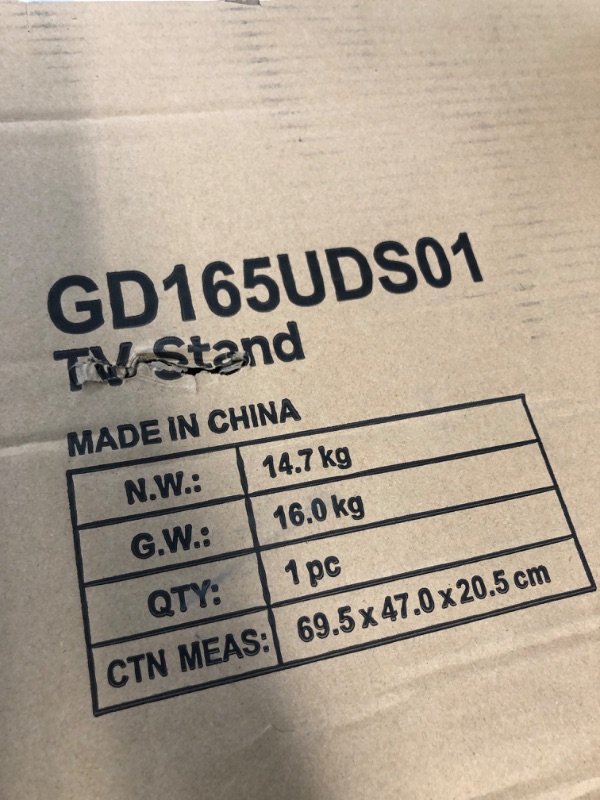 GD165UDS01
TV Stand
MADE IN CHINA
N.W.: 14.7 kg
G.W.: 16.0 kg
QTY: 1 pc
CTN MEAS: 69.5 x 47.0 x 20.5 cm